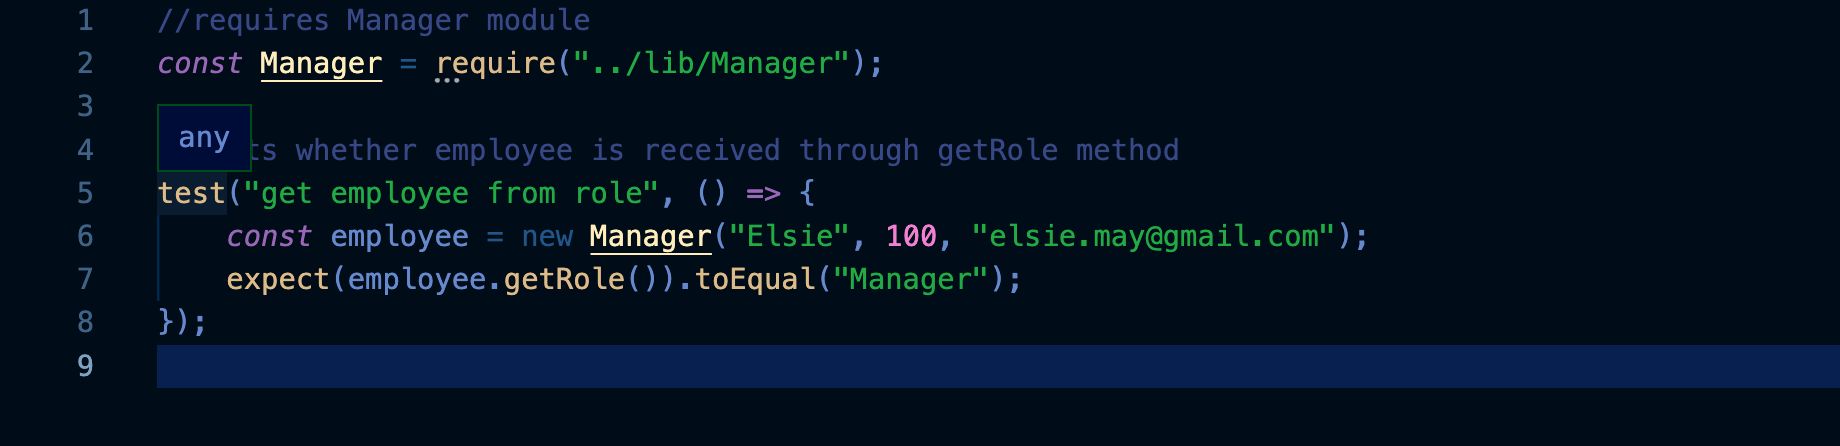 1 //requires Manager module
2 const Manager = require("../lib/Manager");
3
any
4 ts whether employee is received through getRole method
5 test("get employee from role", () => {
6 const employee = new Manager("Elsie", 100, "elsie.may@gmail.com");
7 expect(employee.getRole()).toEqual("Manager");
8 });
9